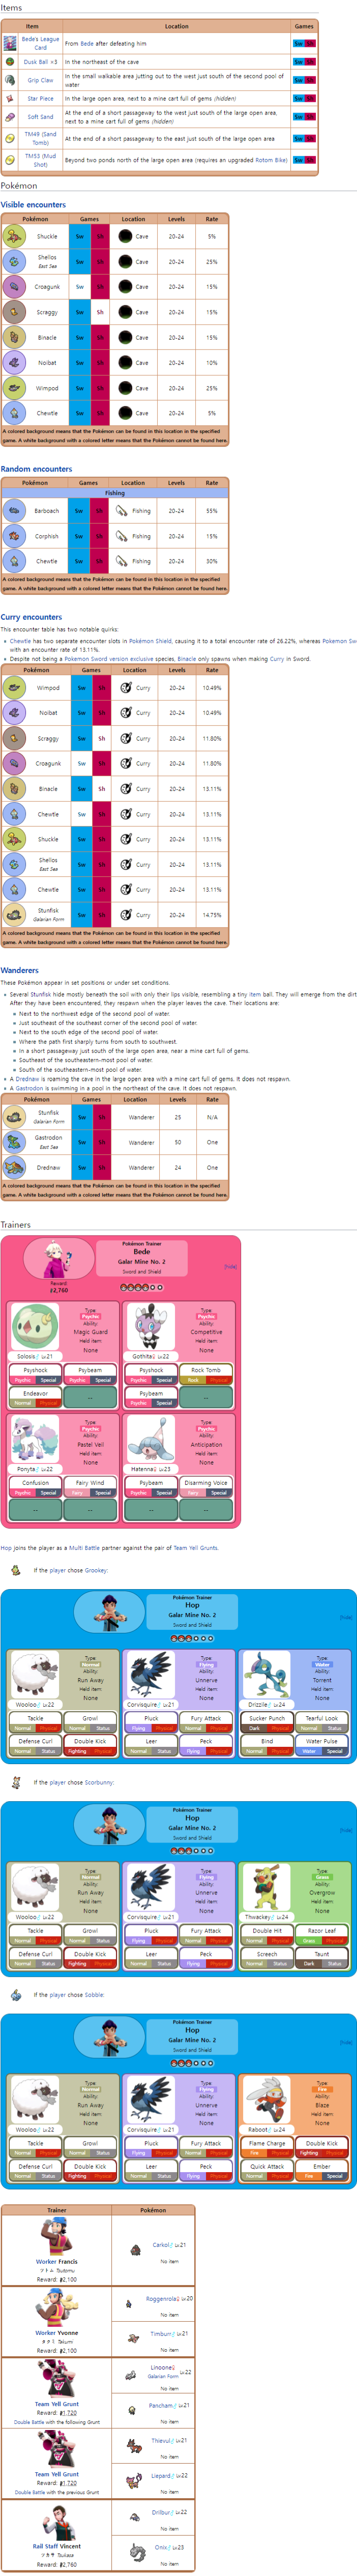 Items
Items Location Games
Bede's League Card From Bede after defeating him Sw Sh
Dusk Ball ×3 In the northeast of the cave Sw Sh
Grip Claw In the small walkable area jutting out to the west just south of the second pool of
water Sw Sh
Star Piece In the large open area, next to a mine cart full of gems (hidden) Sw Sh
Soft Sand At the end of a short passageway to the west just south of the large open area,
next to a mine cart full of gems (hidden) Sw Sh
TM49 (Sand Tomb) At the end of a short passageway to the east just south of the large open area Sw Sh
TM53 (Mud Shot) Beyond two ponds north of the large open area (requires an upgraded Rotom Bike) Sw Sh
Pokémon
Visible encounters
Pokémon Games Location Levels Rate
Shuckle Sw Sh Cave 20-24 5%
Shellos
East Sea Sw Sh Cave 20-24 25%
Croagunk Sw Sh Cave 20-24 15%
Scraggy Sw Sh Cave 20-24 15%
Binacle Sw Sh Cave 20-24 15%
Noibat Sw Sh Cave 20-24 10%
Wimpod Sw Sh Cave 20-24 25%
Chewtle Sw Sh Cave 20-24 5%
A colored background means that the Pokémon can be found in this location in the specified
game. A white background with a colored letter means that the Pokémon cannot be found here.
Random encounters
Pokémon Games Location Levels Rate
Fishing
Barboach Sw Sh Fishing 20-24 55%
Corphish Sw Sh Fishing 20-24 15%
Chewtle Sw Sh Fishing 20-24 30%
A colored background means that the Pokémon can be found in this location in the specified
game. A white background with a colored letter means that the Pokémon cannot be found here.
Curry encounters
This encounter table has two notable quirks:
Chewtle has two separate encounter slots in Pokémon Shield, causing it to a total encounter rate of 26.22%, whereas Pokemon Sw
with an encounter rate of 13.11%.
Despite not being a Pokemon Sword version exclusive species, Binacle only spawns when making Curry in Sword.
Pokémon Games Location Levels Rate
Wimpod Sw Sh Curry 20-24 10.49%
Noibat Sw Sh Curry 20-24 10.49%
Scraggy Sw Sh Curry 20-24 11.80%
Croagunk Sw Sh Curry 20-24 11.80%
Binacle Sw Sh Curry 20-24 13.11%
Chewtle Sw Sh Curry 20-24 13.11%
Shuckle Sw Sh Curry 20-24 13.11%
Shellos
East Sea Sw Sh Curry 20-24 13.11%
Chewtle Sw Sh Curry 20-24 13.11%
Stunfisk
Galarian Form Sw Sh Curry 20-24 14.75%
A colored background means that the Pokémon can be found in this location in the specified
game. A white background with a colored letter means that the Pokémon cannot be found here.
Wanderers
These Pokémon appear in set positions or under set conditions.
Several Stunfisk hide mostly beneath the soil with only their lips visible, resembling a tiny item ball. They will emerge from the dirt
After they have been encountered, they respawn when the player leaves the cave. Their locations are:
Next to the northwest edge of the second pool of water.
Just southeast of the southeast corner of the second pool of water.
Next to the south edge of the second pool of water.
Where the path first sharply turns from south to southwest.
In a short passageway just south of the large open area, near a mine cart full of gems.
Southeast of the southeastern-most pool of water.
South of the southeastern-most pool of water.
A Drednaw is roaming the cave in the large open area with a mine cart full of gems. It does not respawn.
A Gastrodon is swimming in a pool in the northeast of the cave. It does not respawn.
Pokémon Games Location Levels Rate
Stunfisk
Galarian Form Sw Sh Wanderer 25 N/A
Gastrodon
East Sea Sw Sh Wanderer 50 One
Drednaw Sw Sh Wanderer 24 One
A colored background means that the Pokémon can be found in this location in the specified
game. A white background with a colored letter means that the Pokémon cannot be found here.
Trainers
Pokémon Trainer
Bede
Galar Mine No. 2
Sword and Shield
[hide]
Reward:
2,760
Type: Psychic Ability: Magic Guard Held item: None
Solosis♂ Lv.21
Type: Psychic Ability: Competitive Held item: None
Gothita♀ Lv.22
Psyshock Psybeam Psyshock Rock Tomb
Psychic Special Psychic Special Psychic Special Rock Physical
Endeavor -- Psybeam --
Normal Physical Psychic Special
Type: Psychic Ability: Pastel Veil Held item: None
Ponyta♂ Lv.22
Type: Psychic Ability: Anticipation Held item: None
Hatenna♀ Lv.23
Confusion Fairy Wind Psybeam Disarming Voice
Psychic Special Fairy Special Psychic Special Fairy Special
-- -- -- --
Hop joins the player as a Multi Battle partner against the pair of Team Yell Grunts.
If the player chose Grookey:
Pokémon Trainer
Hop
Galar Mine No. 2
Sword and Shield
[hide]
Type: Normal Ability: Run Away Held item: None
Wooloo♂ Lv.22
Type: Flying Ability: Unnerve Held item: None
Corvisquire♂ Lv.21
Type: Water Ability: Torrent Held item: None
Drizzile♂ Lv.24
Tackle Growl Pluck Fury Attack Sucker Punch Tearful Look
Normal Physical Normal Status Flying Physical Normal Physical Dark Physical Normal Status
Defense Curl Double Kick Leer Peck Bind Water Pulse
Normal Status Fighting Physical Normal Status Flying Physical Normal Physical Water Special
If the player chose Scorbunny:
Pokémon Trainer
Hop
Galar Mine No. 2
Sword and Shield
[hide]
Type: Normal Ability: Run Away Held item: None
Wooloo♂ Lv.22
Type: Flying Ability: Unnerve Held item: None
Corvisquire♂ Lv.21
Type: Grass Ability: Overgrow Held item: None
Thwackey♂ Lv.24
Tackle Growl Pluck Fury Attack Double Hit Razor Leaf
Normal Physical Normal Status Flying Physical Normal Physical Normal Physical Grass Physical
Defense Curl Double Kick Leer Peck Screech Taunt
Normal Status Fighting Physical Normal Status Flying Physical Normal Status Dark Status
If the player chose Sobble:
Pokémon Trainer
Hop
Galar Mine No. 2
Sword and Shield
[hide]
Type: Normal Ability: Run Away Held item: None
Wooloo♂ Lv.22
Type: Flying Ability: Unnerve Held item: None
Corvisquire♂ Lv.21
Type: Fire Ability: Blaze Held item: None
Raboot♂ Lv.24
Tackle Growl Pluck Fury Attack Flame Charge Double Kick
Normal Physical Normal Status Flying Physical Normal Physical Fire Physical Fighting Physical
Defense Curl Double Kick Leer Peck Quick Attack Ember
Normal Status Fighting Physical Normal Status Flying Physical Normal Physical Fire Special
Trainer Pokémon
Worker Francis
Reward: 2,100
Carkol♂ Lv.21
No item
Worker Yvonne
タクミ Takumi
Reward: 2,100
Roggenrola♀ Lv.20
No item
Timburr♂ Lv.21
No item
Team Yell Grunt
Reward: 1,720
Double Battle with the following Grunt
Linoone♀
Galarian Form Lv.22
No item
Pancham♂ Lv.21
No item
Team Yell Grunt
Reward: 1,720
Double Battle with the previous Grunt
Thievul♂ Lv.21
No item
Liepard♂ Lv.22
No item
Rail Staff Vincent
ツカサ Tsukasa
Reward: 2,760
Drilbur♂ Lv.22
No item
Onix♂ Lv.23
No item